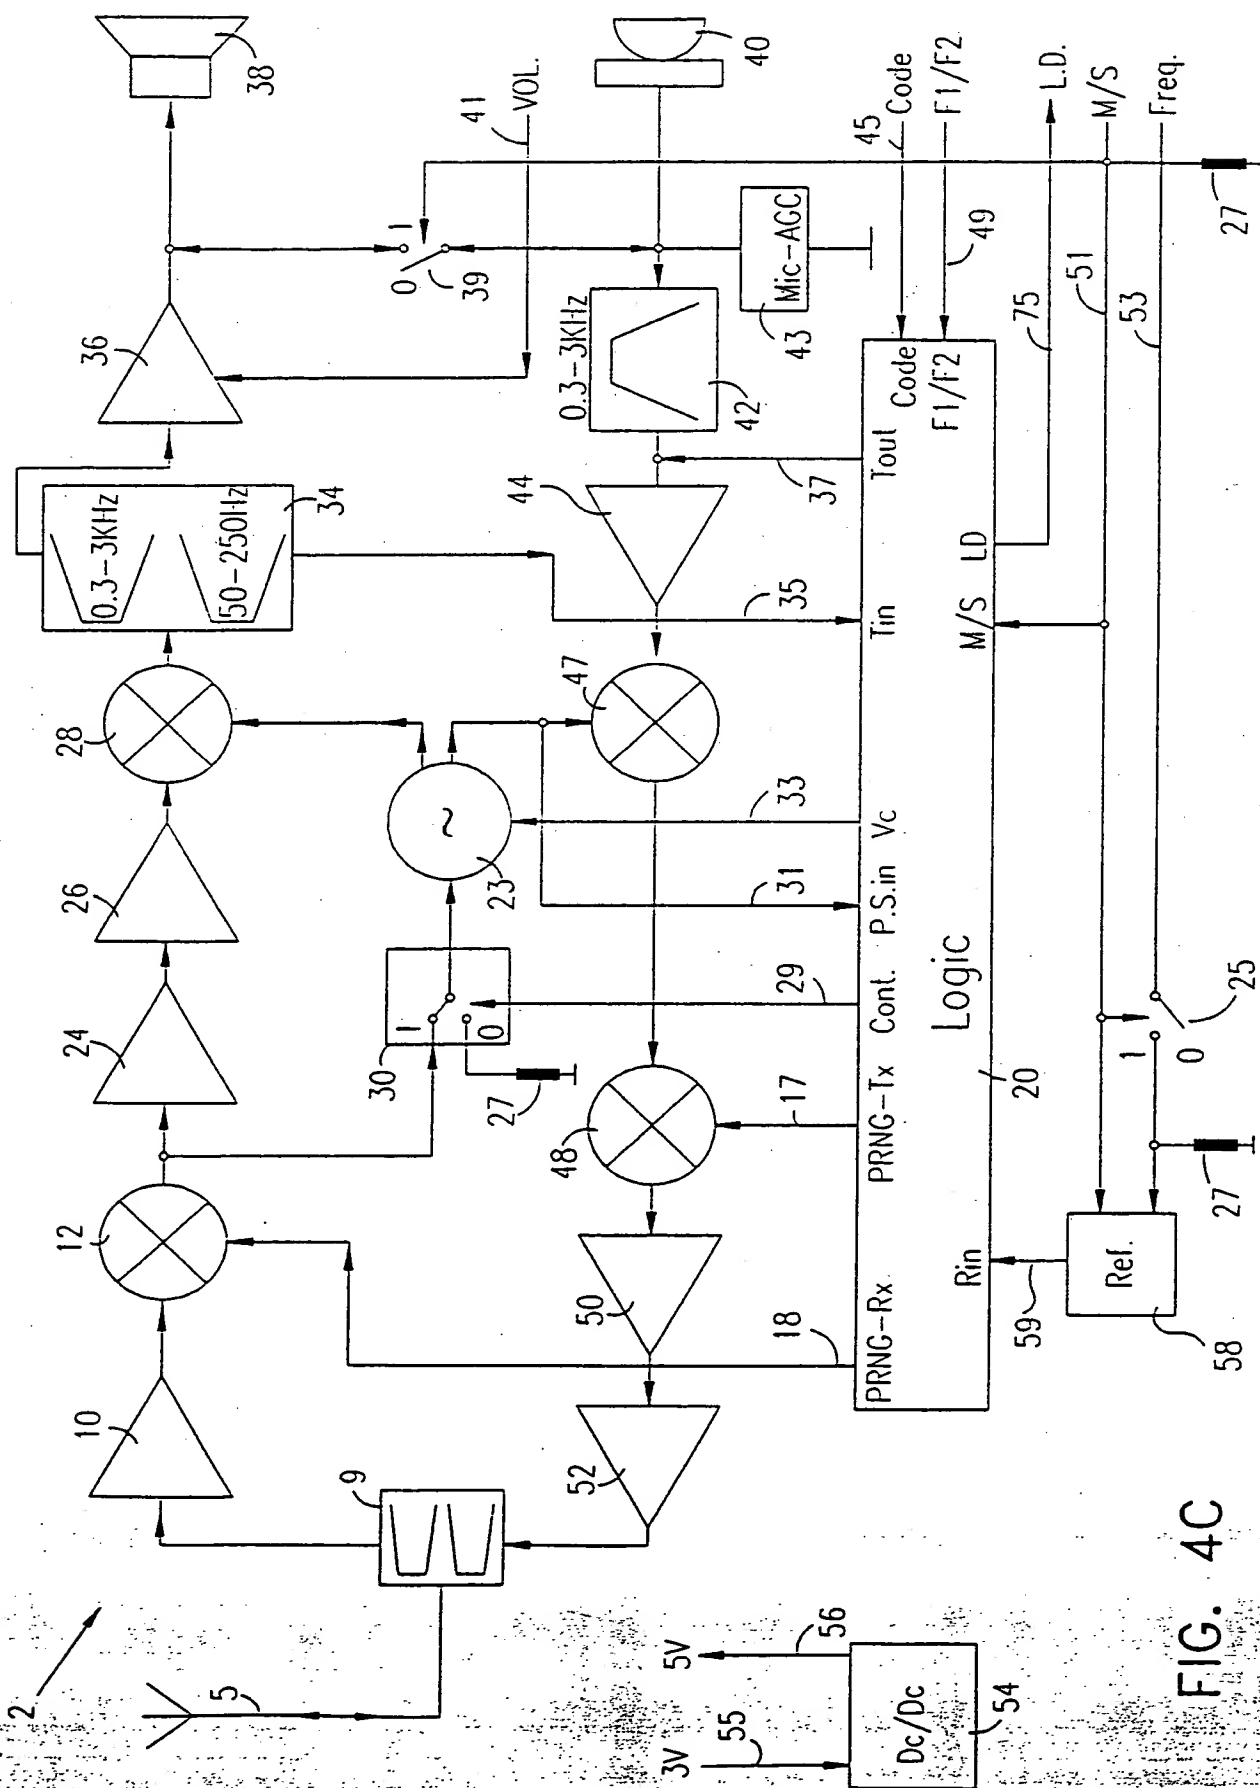 2
5
9
10
12
24
26
28
0.3-3KHz
50-250Hz
34
36
38
30
1
0
27
23
~
31
33
35
0
1
39
41
VOL.
40
52
50
48
47
44
37
0.3-3KHz
42
Mic-AGC
43
45
Code
F1/F2
49
18
17
29
PRNG-Rx
PRNG-Tx
Cont.
P.S.in
Vc
Tin
Tout
Code
F1/F2
Rin
Logic
20
M/S
LD
75
L.D.
51
M/S
53
Freq.
27
59
Ref.
58
27
1
0
25
3V
55
5V
56
Dc/Dc
54
FIG. 4C